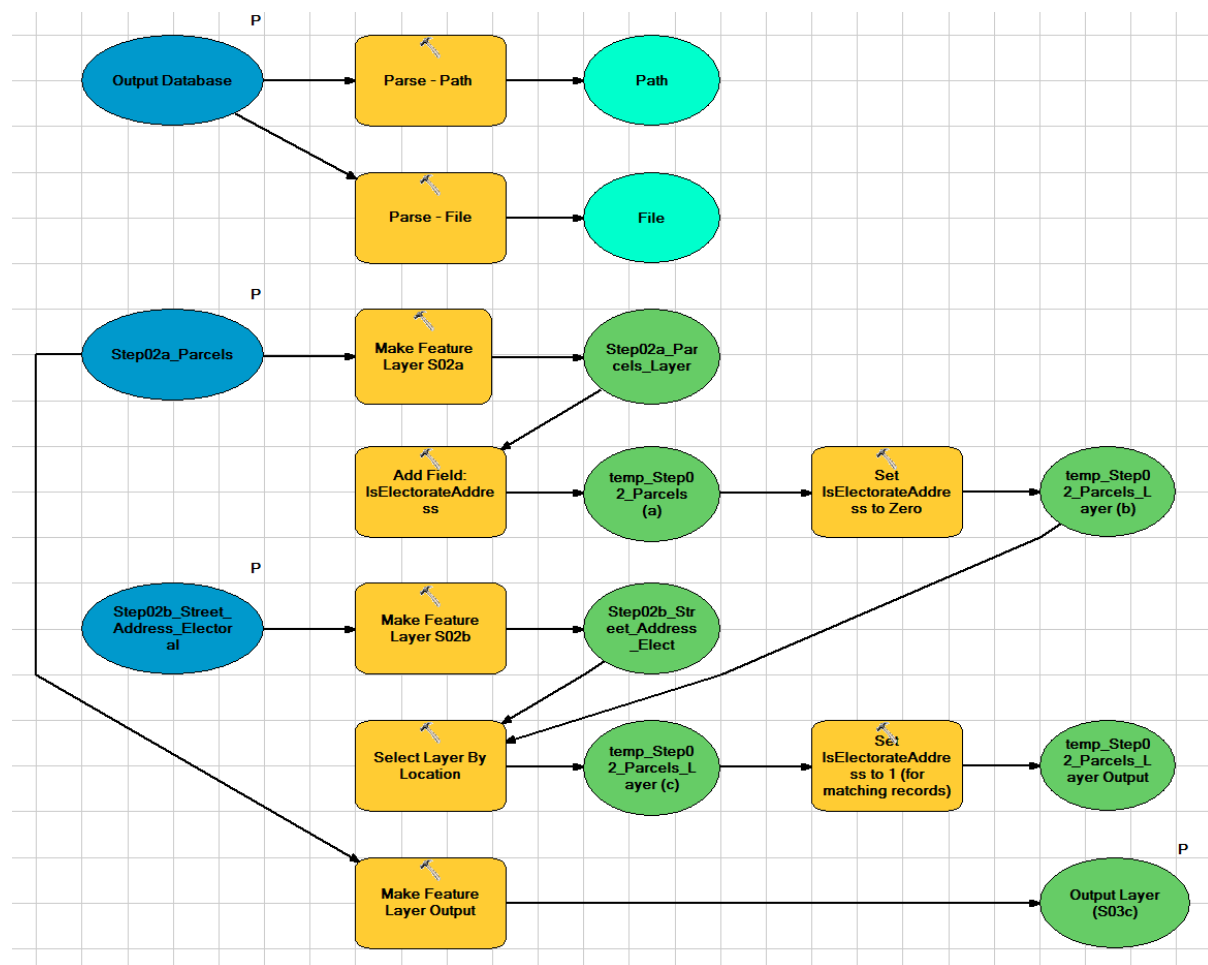 P
Output Database
Parse - Path
Path
Parse - File
File
P
Step02a_Parcels
Make Feature
Layer S02a
Step02a_Par
cels_Layer
Add Field:
IsElectorateAddre
ss
temp_Step0
2_Parcels
(a)
Set
IsElectorateAddre
ss to Zero
temp_Step0
2_Parcels_L
ayer (b)
P
Step02b_Street_
Address_Elector
al
Make Feature
Layer S02b
Step02b_Str
eet_Address
_Elect
Select Layer By
Location
temp_Step0
2_Parcels_L
ayer (c)
Set
IsElectorateAddre
ss to 1 (for
matching records)
temp_Step0
2_Parcels_L
ayer Output
Make Feature
Layer Output
P
Output Layer
(S03c)